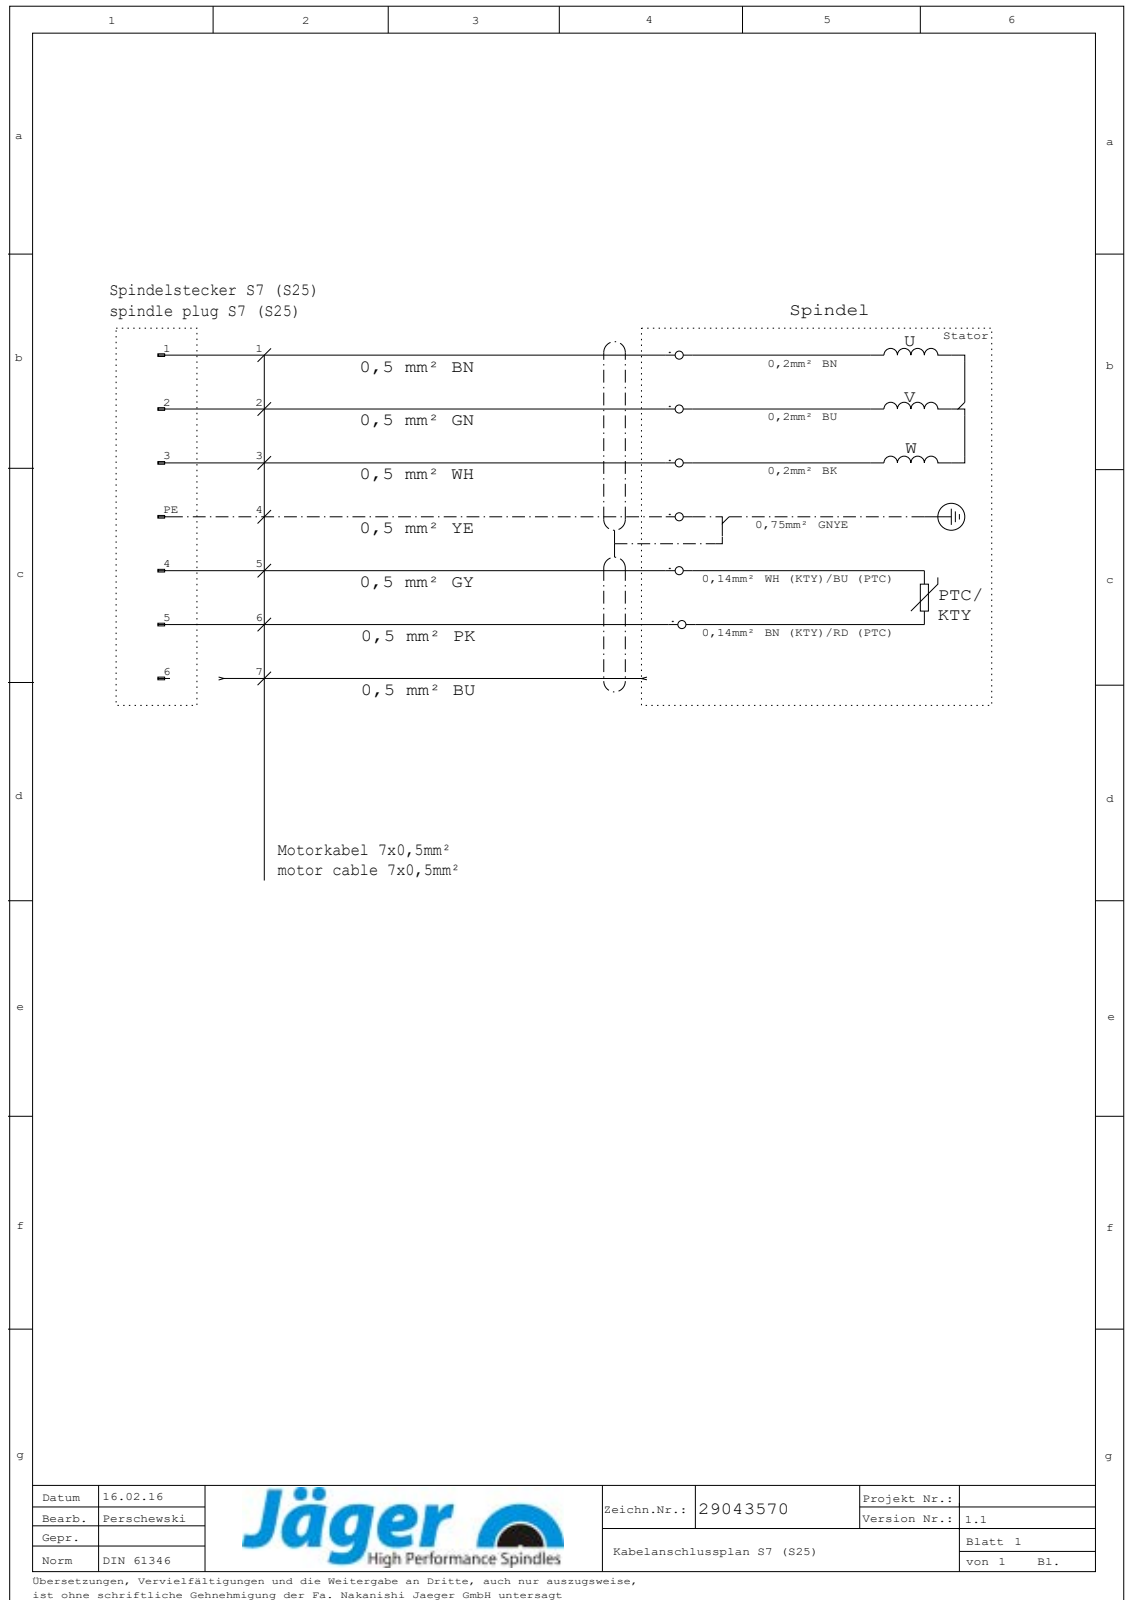 1 2 3 4 5 6
a a
Spindelstecker S7 (S25)
spindle plug S7 (S25)
Spindel
Stator
b b
1 1 0,5 mm² BN 0,2mm² BN U
2 2 0,5 mm² GN 0,2mm² BU V
3 3 0,5 mm² WH 0,2mm² BK W
PE 4 0,5 mm² YE 0,75mm² GNYE
c c
4 5 0,5 mm² GY 0,14mm² WH (KTY)/BU (PTC)
PTC/
KTY
5 6 0,5 mm² PK 0,14mm² BN (KTY)/RD (PTC)
6 7 0,5 mm² BU
d d
Motorkabel 7x0,5mm²
motor cable 7x0,5mm²
e e
f f
g g
Datum 16.02.16
Bearb. Perschewski
Gepr.
Norm DIN 61346
Jäger
High Performance Spindles
Zeichn.Nr.: 29043570
Kabelanschlussplan S7 (S25)
Projekt Nr.:
Version Nr.: 1.1
Blatt 1
von 1 Bl.
Übersetzungen, Vervielfältigungen und die Weitergabe an Dritte, auch nur auszugsweise,
ist ohne schriftliche Gehnehmigung der Fa. Nakanishi Jaeger GmbH untersagt